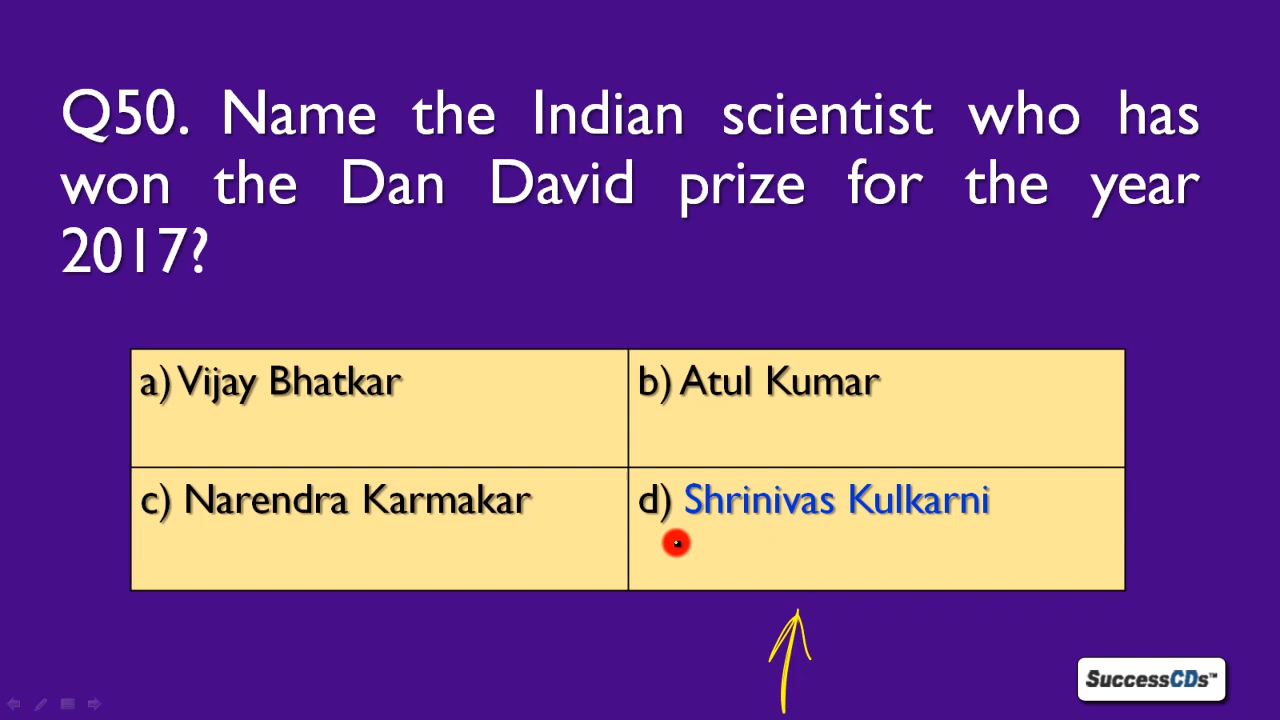 Q50. Name the Indian scientist who has
won the Dan David prize for the year
2017?
a) Vijay Bhatkar
b) Atul Kumar
c) Narendra Karmakar
d) Shrinivas Kulkarni
SuccessCDs™